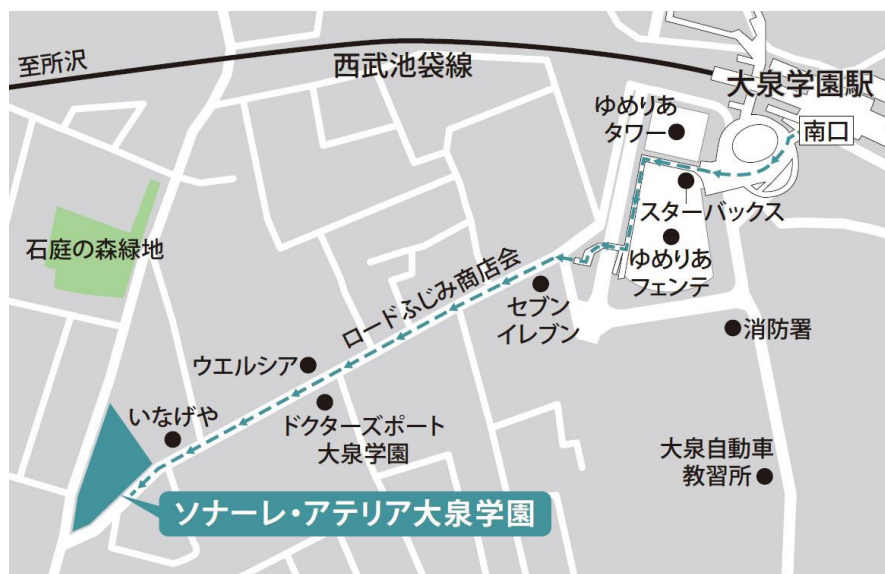 至所沢
西武池袋線
大泉学園駅
南口
ゆめりあ
タワー
スターバックス
ゆめりあ
フェンテ
石庭の森緑地
ロードふじみ商店会
セブン
イレブン
消防署
ウエルシア
いなげや
ドクターズポート
大泉学園
大泉自動車
教習所
ソナーレ・アテリア大泉学園